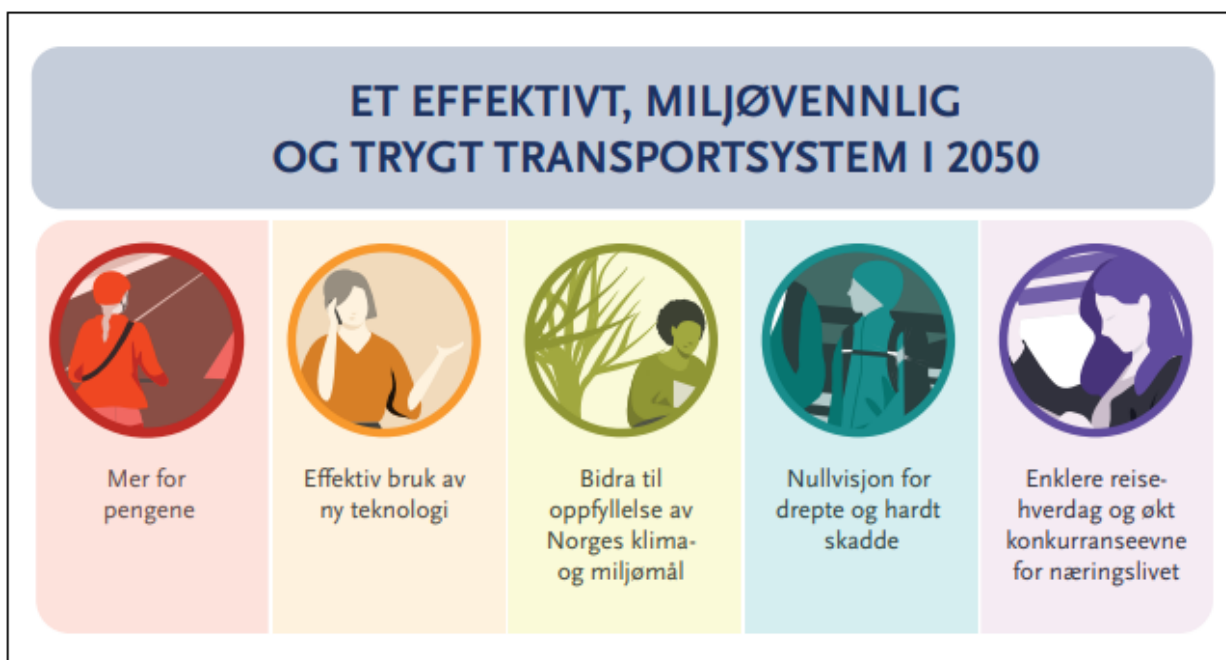 ET EFFEKTIVT, MILJØVENNLIG
OG TRYGT TRANSPORTSYSTEM I 2050
Mer for
pengene
Effektiv bruk av
ny teknologi
Bidra til
oppfyllelse av
Norges klima-
og miljømål
Nullvisjon for
drepte og hardt
skadde
Enklere reise-
hverdag og økt
konkurranseevne
for næringslivet